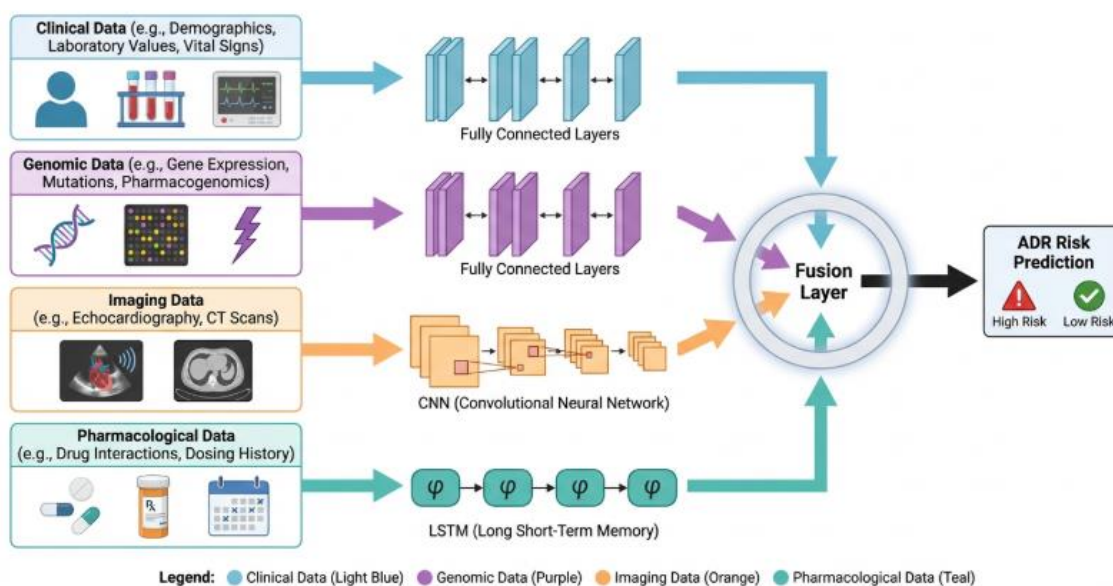 Clinical Data (e.g., Demographics,
Laboratory Values, Vital SIgns)
Fully Connected Layers
Genomic Data (e.g., Gene Expression,
Mutations, Pharmacogenomics)
Fully Connected Layers
Imaging Data
(e.g., Echocardiography, CT Scans)
CNN (Convolutional Neural Network)
Pharmacological Data
(e.g., Drug Interactions, Dosing History)
Rx
φ φ φ φ
LSTM (Long Short-Term Memory)
Fusion
Layer
ADR Risk
Prediction
High Risk Low Risk
Legend: Clinical Data (Light Blue) Genomic Data (Purple) Imaging Data (Orange) Pharmacological Data (Teal)